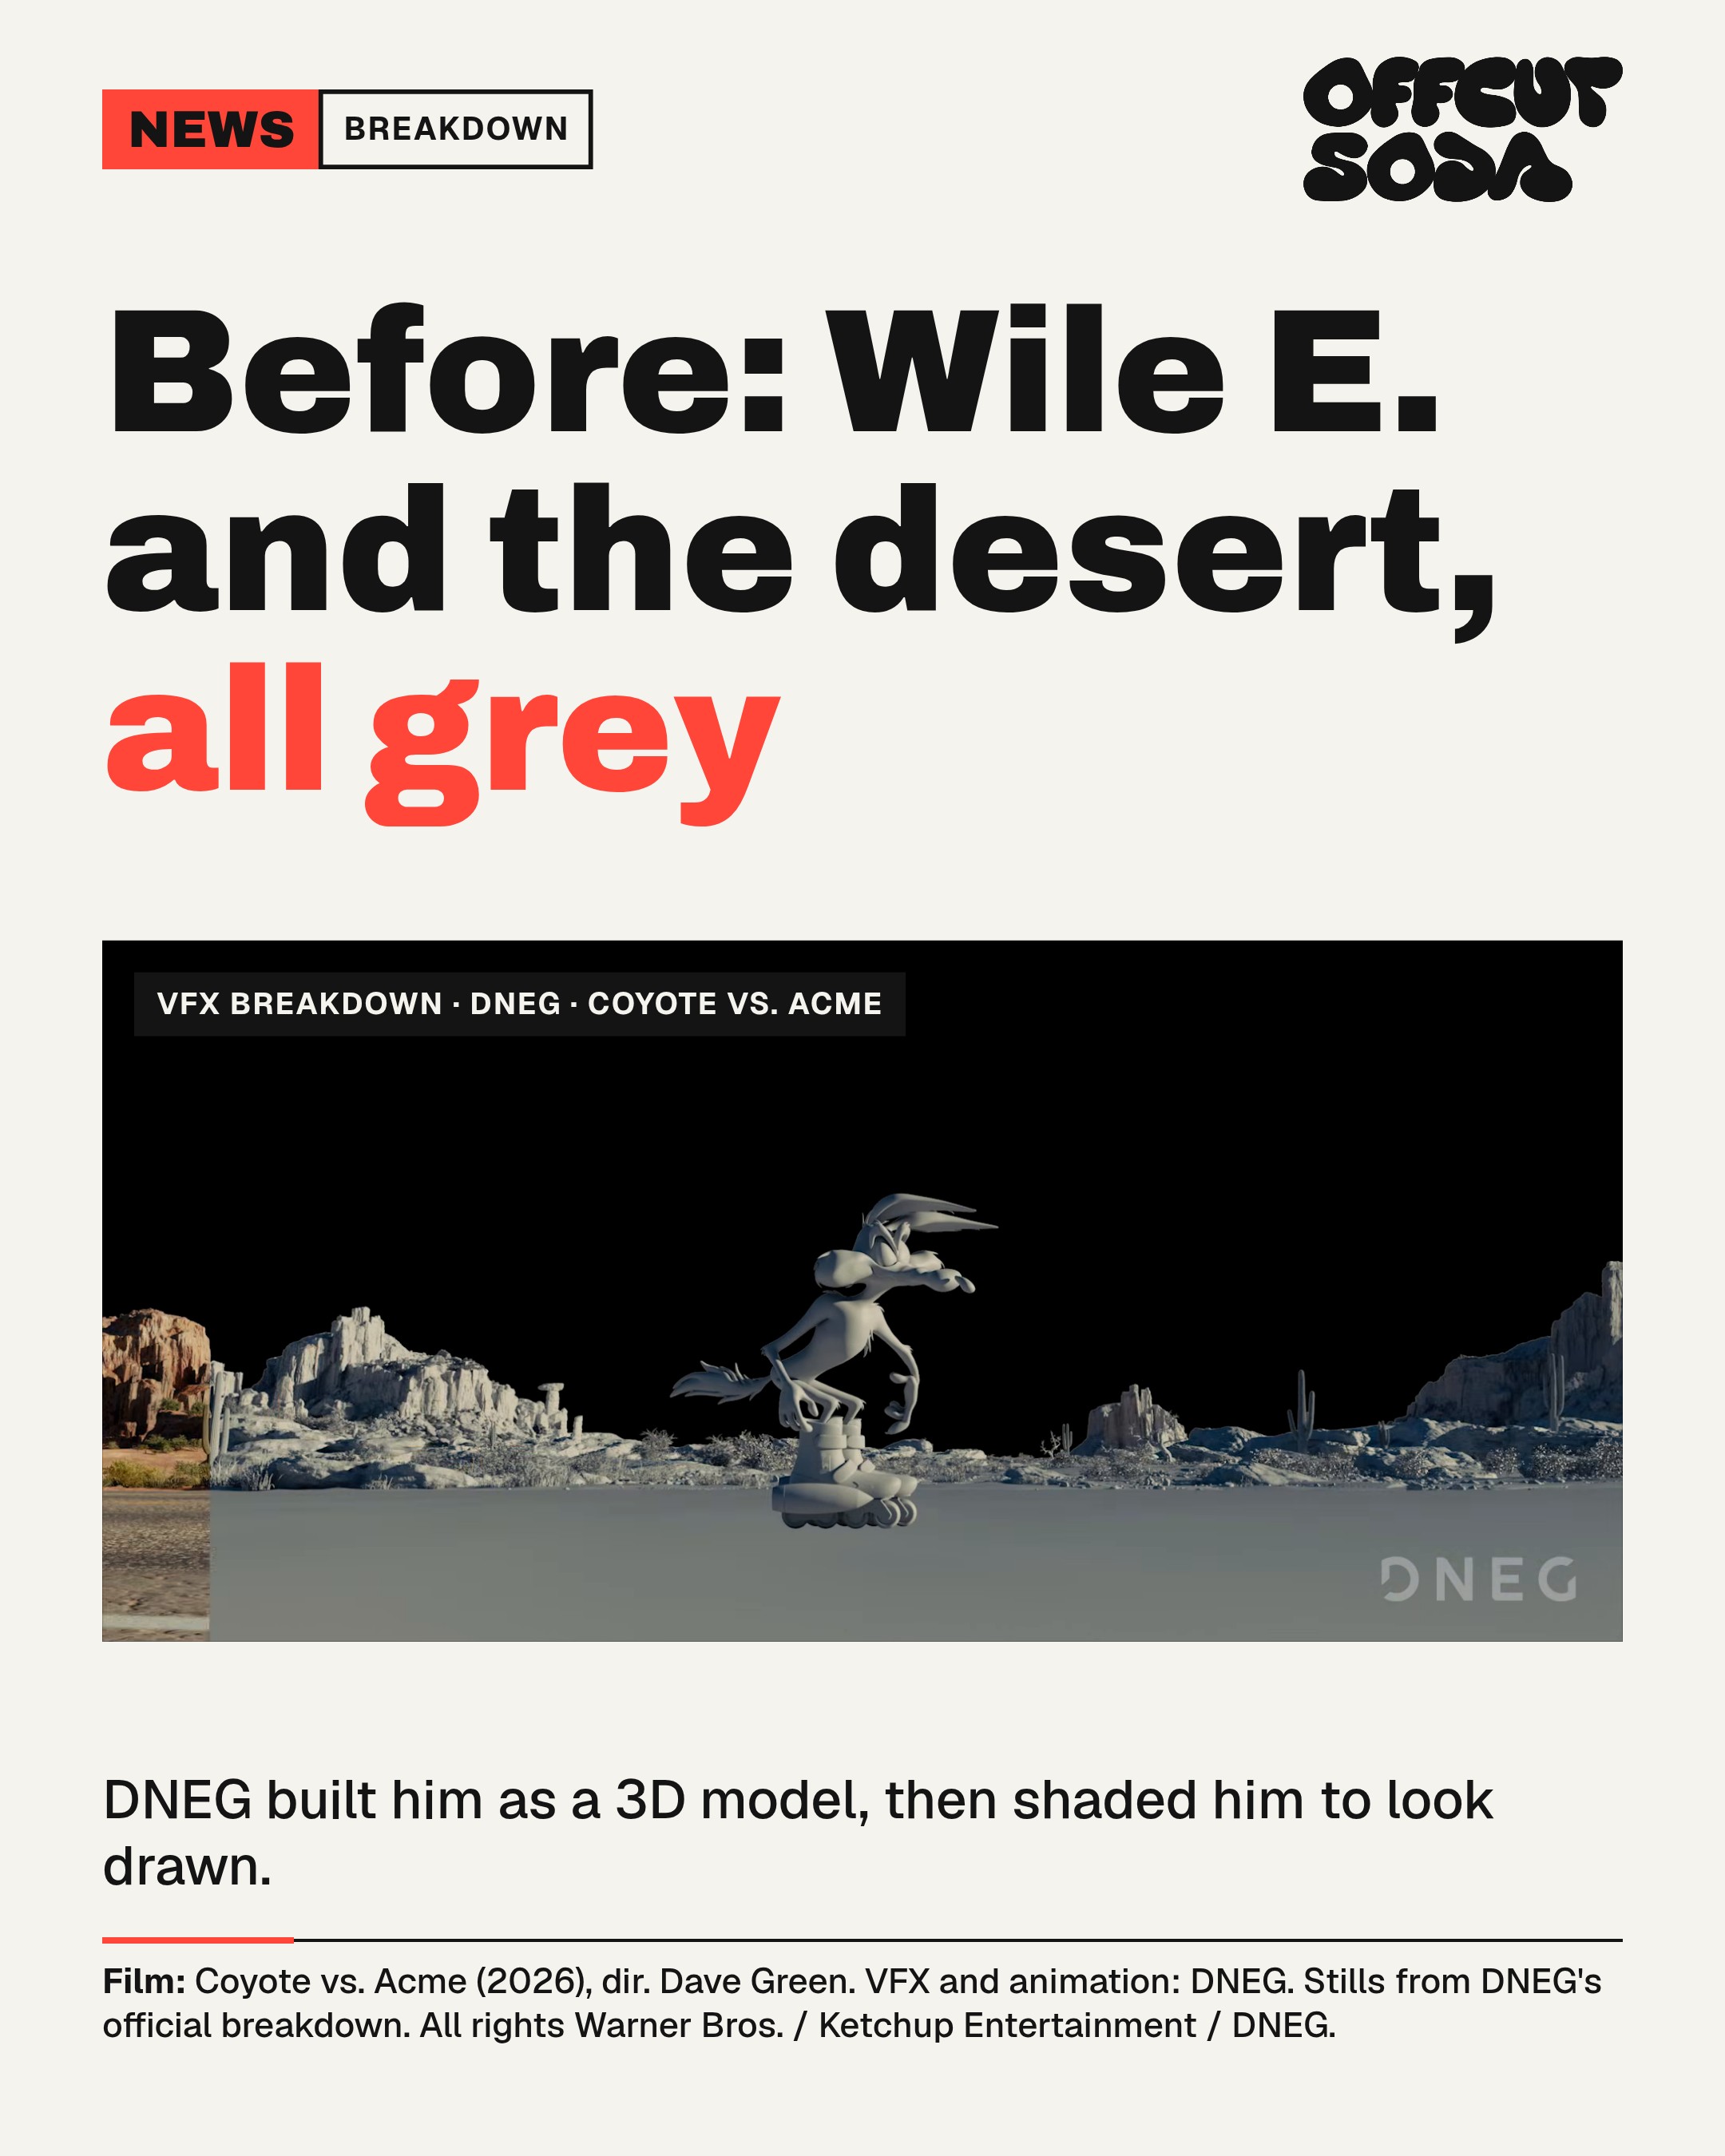 NEWS
BREAKDOWN
OFFCUT
SODA
Before: Wile E.
and the desert,
all grey
VFX BREAKDOWN · DNEG · COYOTE VS. ACME
DNEG
DNEG built him as a 3D model, then shaded him to look
drawn.
Film: Coyote vs. Acme (2026), dir. Dave Green. VFX and animation: DNEG. Stills from DNEG's
official breakdown. All rights Warner Bros. / Ketchup Entertainment / DNEG.